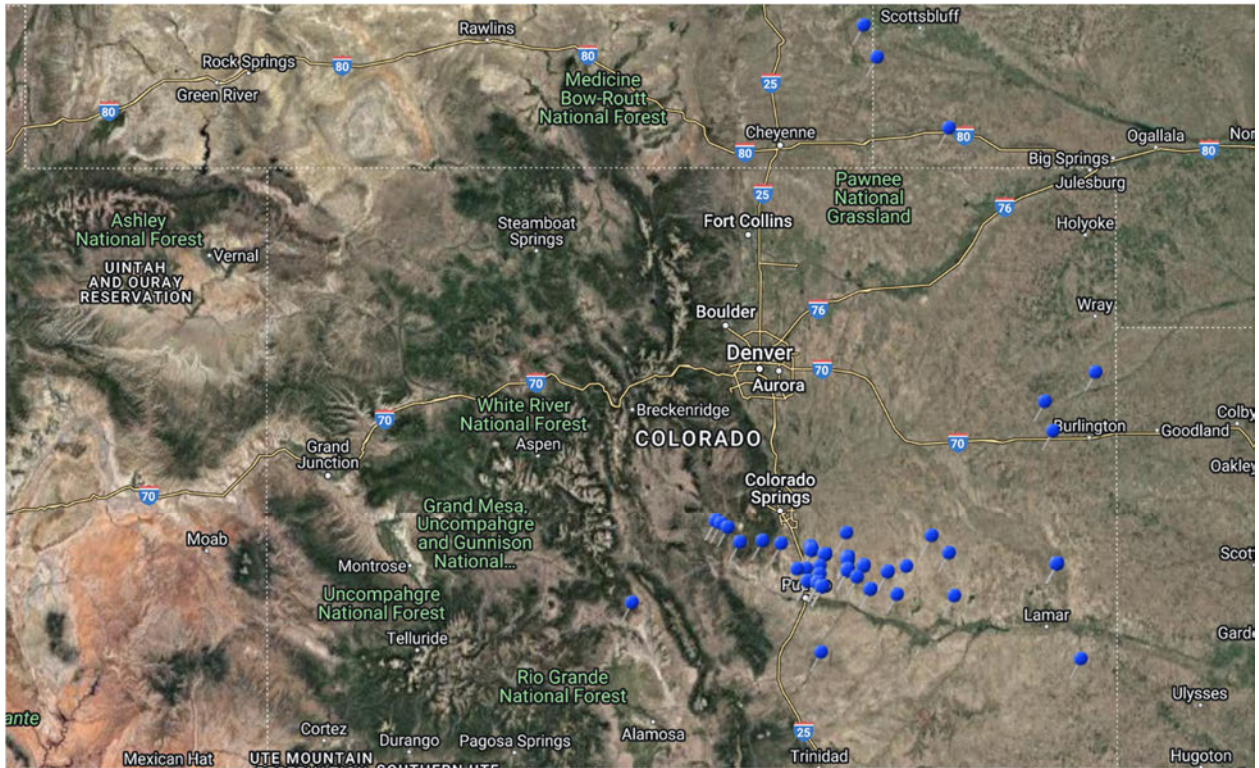 Scottsbluff
Rawlins
80
Rock Springs
80
25
Green River
Medicine
Bow-Routt
National Forest
80
Cheyenne
80
Ogallala
80
80
Big Springs
Julesburg
25
Pawnee
National
Grassland
76
Ashley
National Forest
Steamboat
Springs
Fort Collins
Holyoke
Vernal
UINTAH
AND OURAY
RESERVATION
Wray
76
Boulder
Denver
70
Aurora
70
White River
National Forest
Breckenridge
70
COLORADO
Aspen
Burlington
70
Goodland
Colby
Grand
Junction
Oakley
70
Colorado
Springs
Grand Mesa,
Uncompahgre
and Gunnison
National...
Moab
Montrose
Uncompahgre
National Forest
Lamar
Telluride
Rio Grande
National Forest
Ulysses
Cortez
Alamosa
25
Durango
Pagosa Springs
Mexican Hat
UTE MOUNTAIN
Trinidad
Hugoton